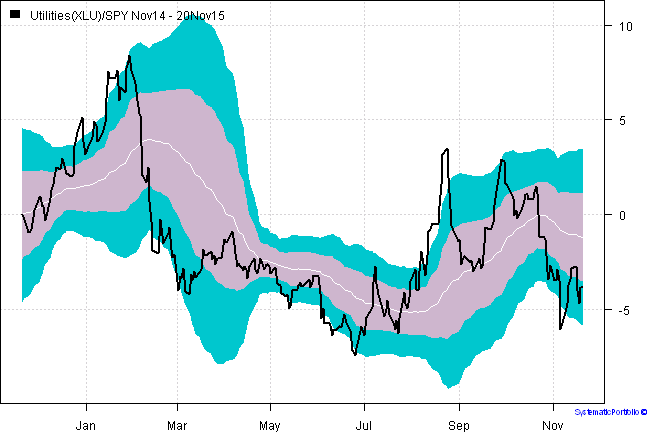 Utilities(XLU)/SPY Nov14 - 20Nov15
10
5
0
-5
Jan Mar May Jul Sep Nov
SystematicPortfolio ©